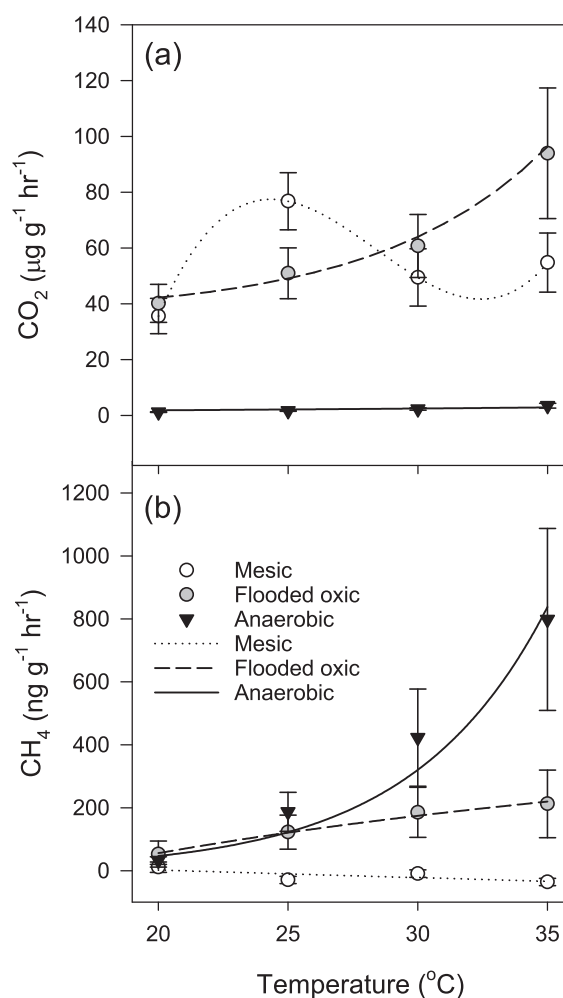 140
(a)
120
100
80
60
40
20
0
CO₂ (µg g⁻¹ hr⁻¹)
1200
(b)
1000
800
600
400
200
0
CH₄ (ng g⁻¹ hr⁻¹)
Mesic
Flooded oxic
Anaerobic
Mesic
Flooded oxic
Anaerobic
20 25 30 35
Temperature (°C)